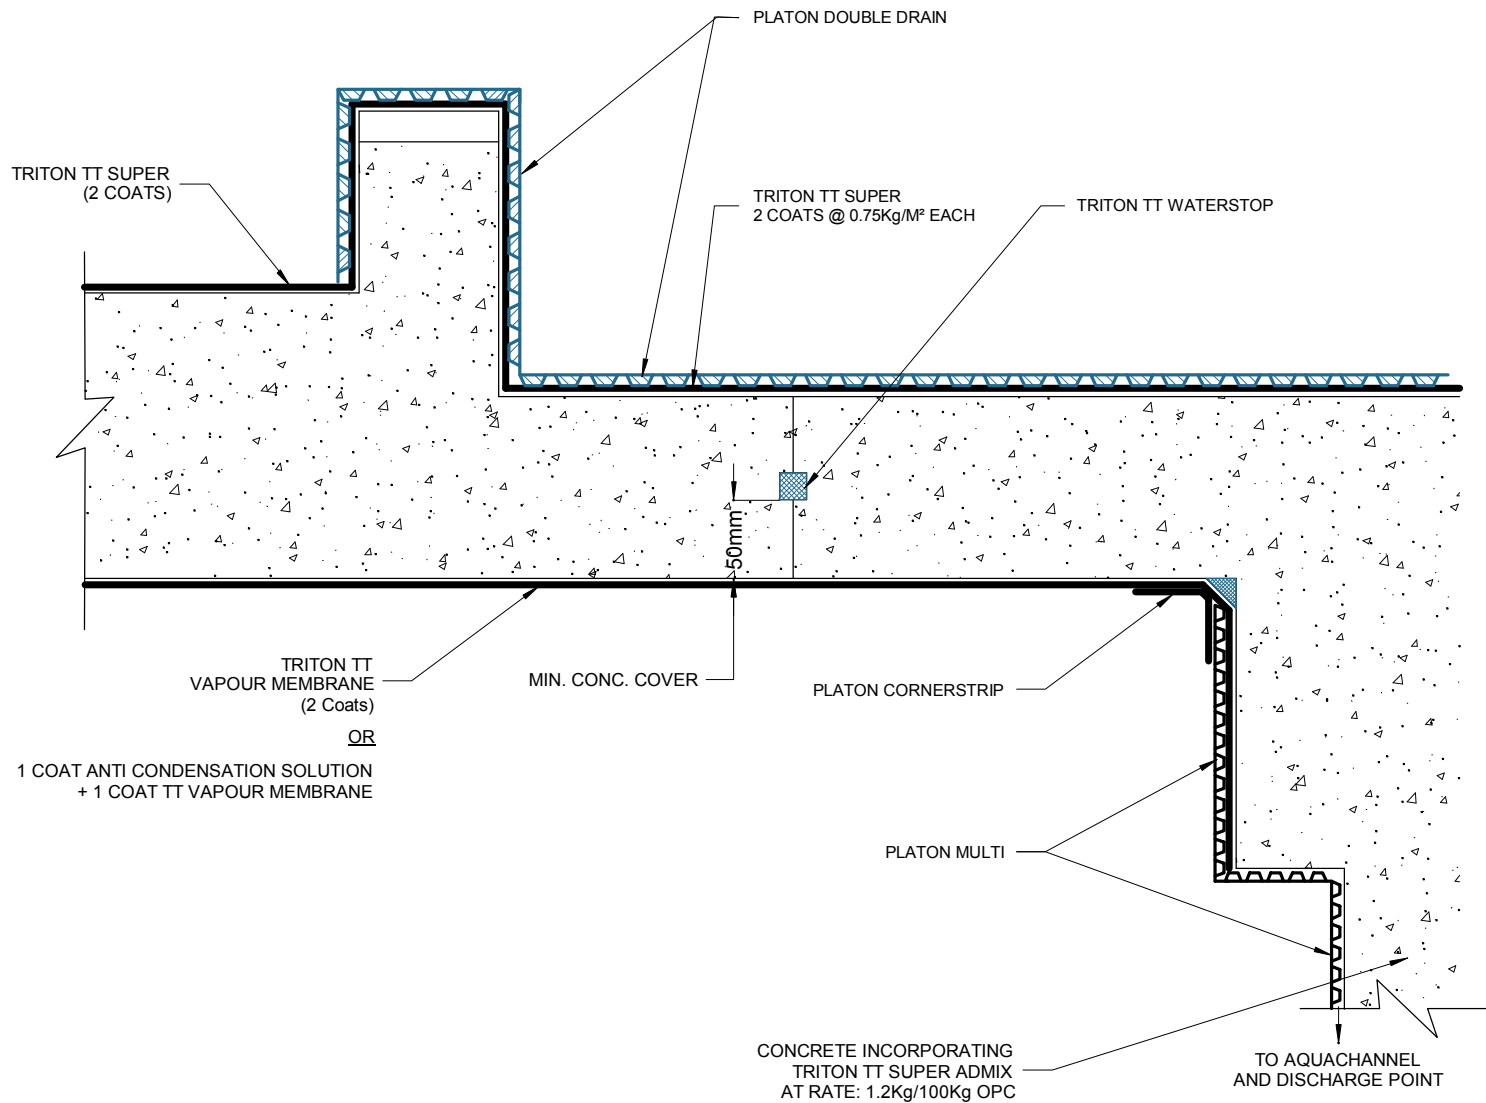 PLATON DOUBLE DRAIN
TRITON TT SUPER
(2 COATS)
TRITON TT SUPER
2 COATS @ 0.75Kg/M² EACH
TRITON TT WATERSTOP
50mm
TRITON TT
VAPOUR MEMBRANE
(2 Coats)
OR
1 COAT ANTI CONDENSATION SOLUTION
+ 1 COAT TT VAPOUR MEMBRANE
MIN. CONC. COVER
PLATON CORNERSTRIP
PLATON MULTI
CONCRETE INCORPORATING
TRITON TT SUPER ADMIX
AT RATE: 1.2Kg/100Kg OPC
TO AQUACHANNEL
AND DISCHARGE POINT